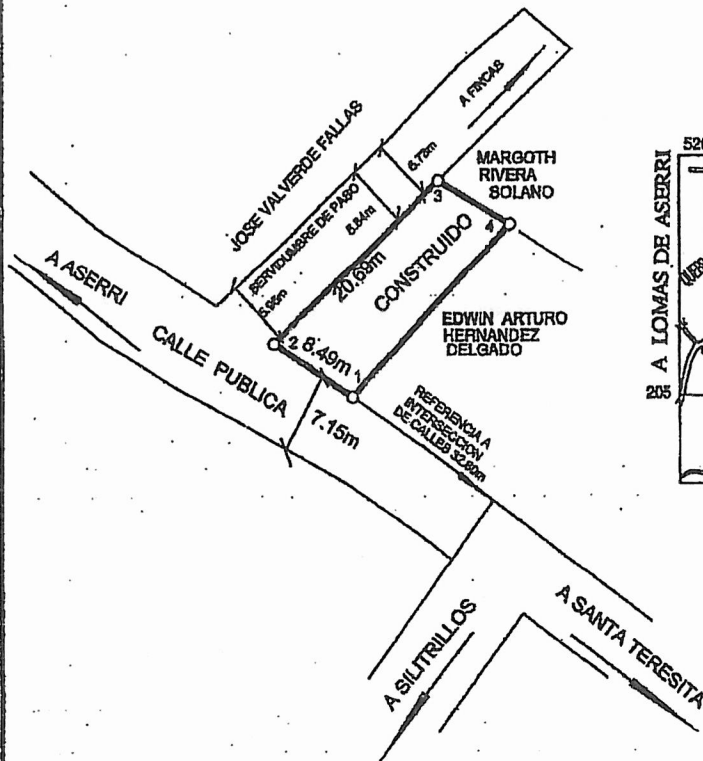 JOSE VALVERDE FALLAS
A FINCAS
6.73m
MARGOTH
RIVERA
SOLANO
3
4
SERVIDUMBRE DE PASO
5.84m
20.69m
CONSTRUIDO
A ASERRI
2
8.49m
1
CALLE PUBLICA
EDWIN ARTURO
HERNANDEZ
DELGADO
7.15m
REFERENCIA A
INTERSECCION
DE CALLES 32.80m
A SILITRILLOS
A SANTA TERESITA
A LOMAS DE ASERRI
205